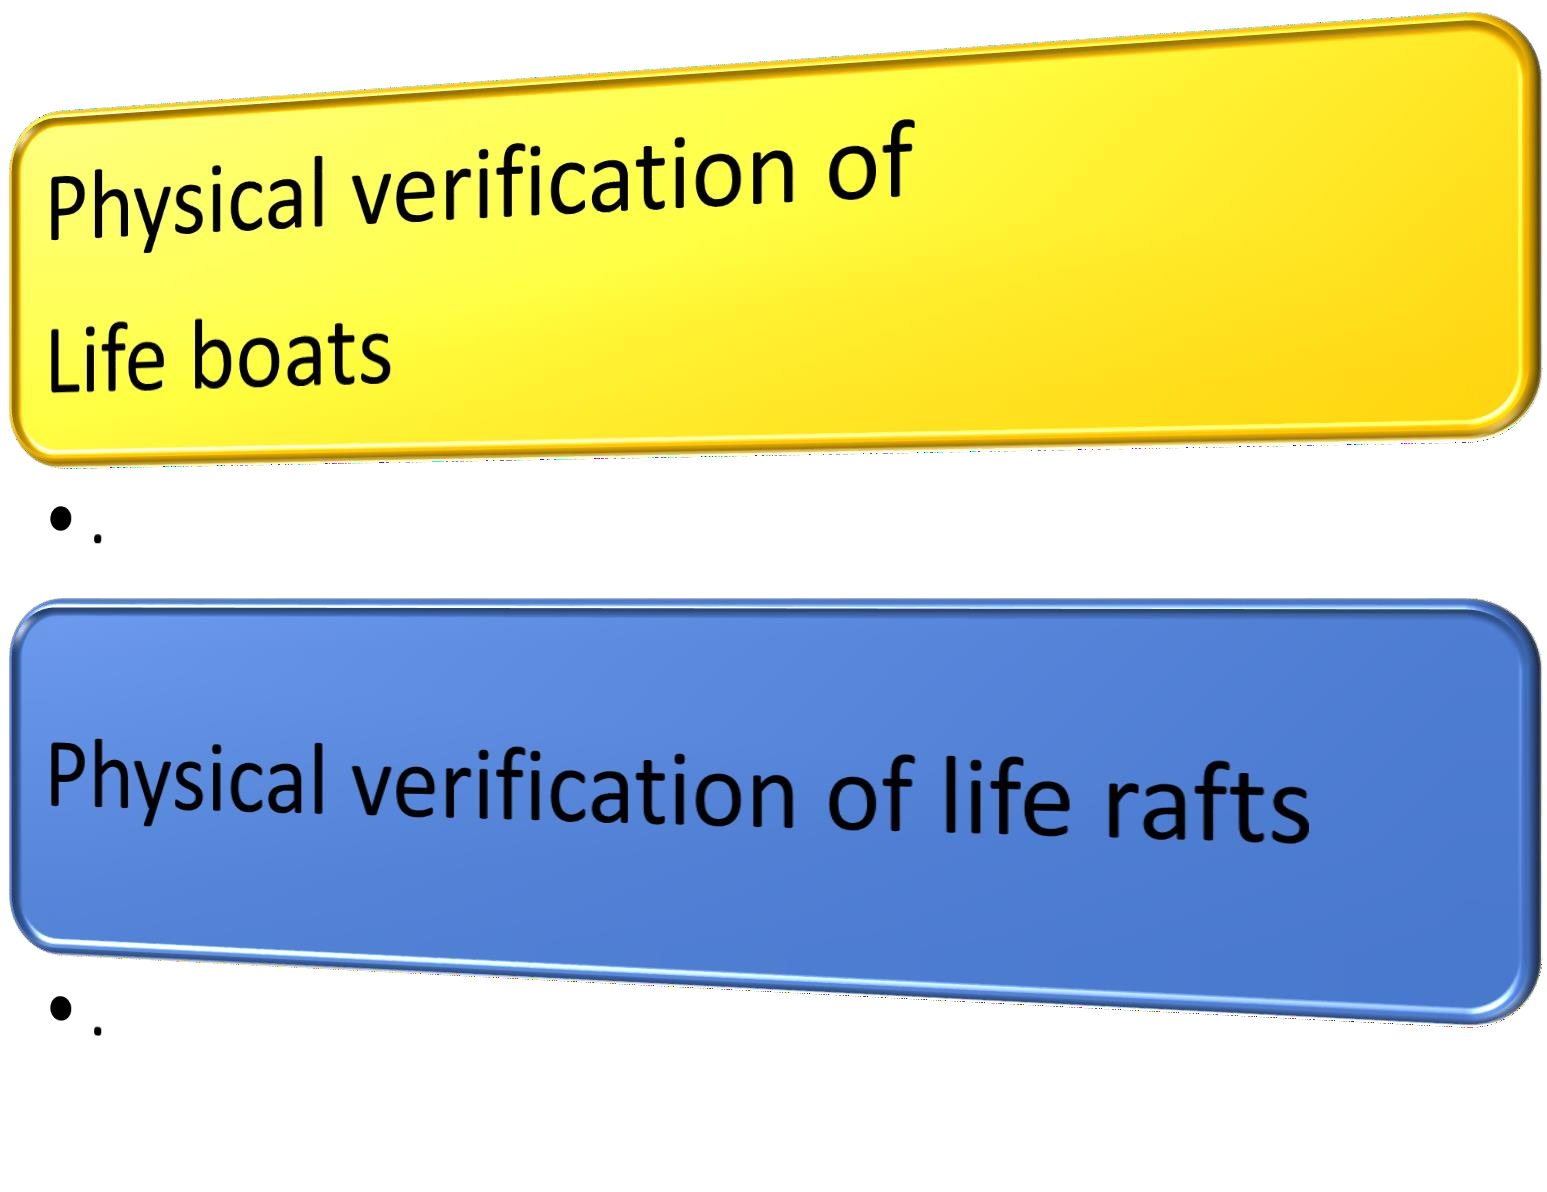 Physical verification of
Life boats
• .
Physical verification of life rafts
• .